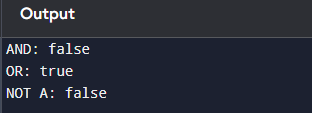 Output
AND: false
OR: true
NOT A: false